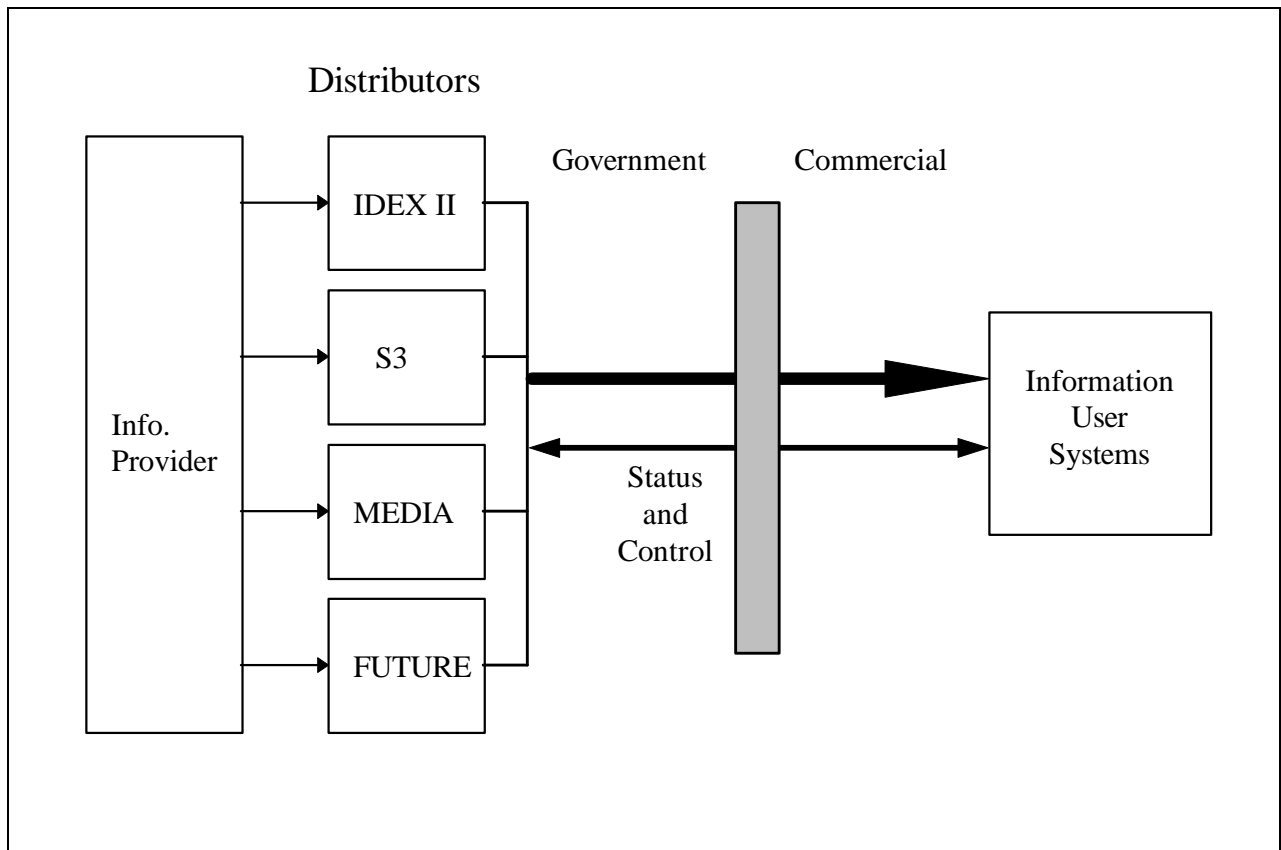 Distributors
Government
Commercial
IDEX II
S3
MEDIA
FUTURE
Info.
Provider
Status
and
Control
Information
User
Systems